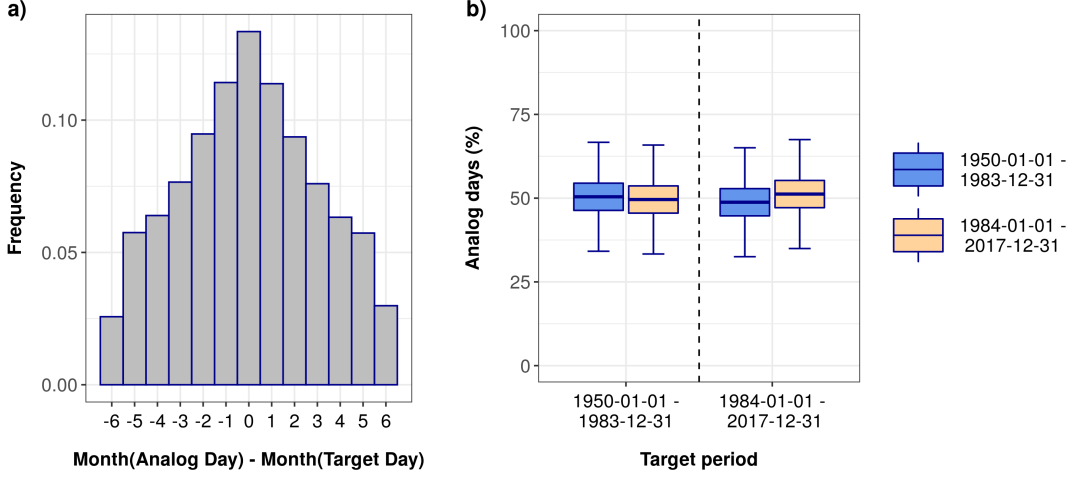 a)
Frequency
0.10
0.05
0.00
-6 -5 -4 -3 -2 -1 0 1 2 3 4 5 6
Month(Analog Day) - Month(Target Day)
b)
Analog days (%)
100
75
50
25
0
1950-01-01 -
1983-12-31
1984-01-01 -
2017-12-31
Target period
1950-01-01 -
1983-12-31
1984-01-01 -
2017-12-31